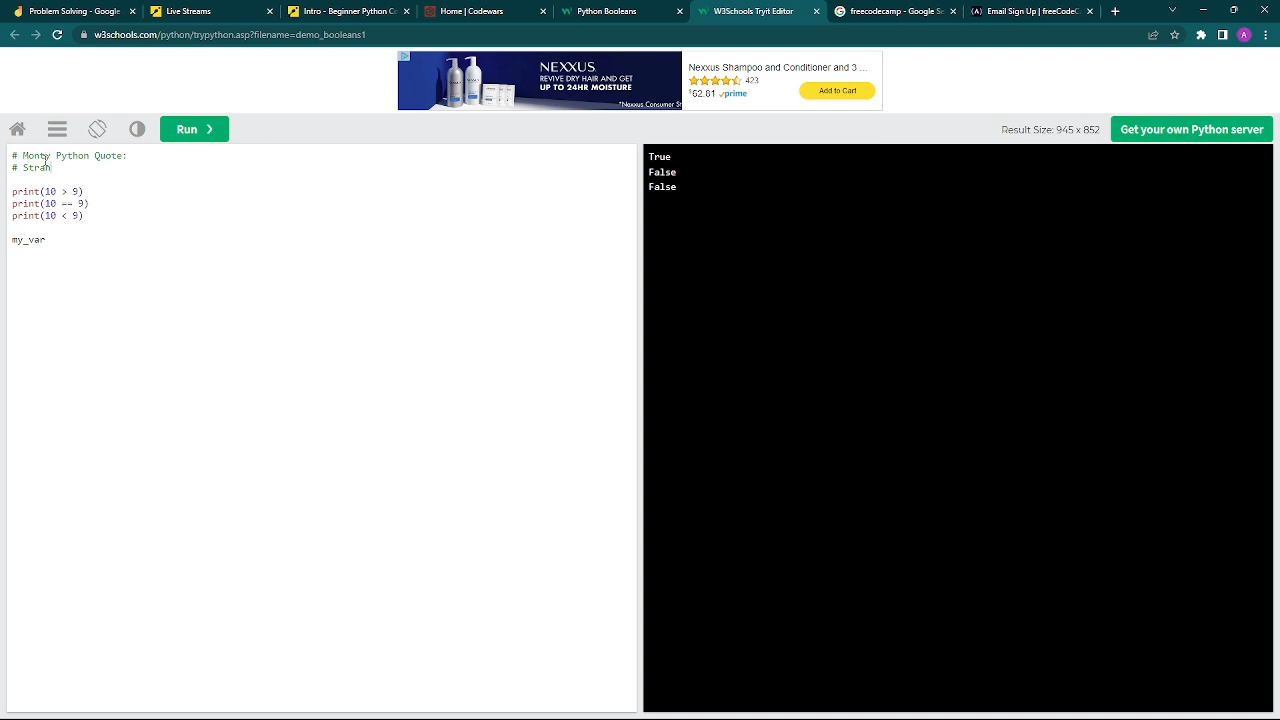 Problem Solving - Google
Live Streams
Intro - Beginner Python Co
Home | Codewars
Python Booleans
W3Schools Tryit Editor
freecodecamp - Google Se
Email Sign Up | freeCodeC
w3schools.com/python/trypython.asp?filename=demo_booleans1
A
NEXXUS
REVIVE DRY HAIR AND GET
UP TO 24HR MOISTURE
*Nexxus Consumer St
Nexxus Shampoo and Conditioner and 3 ...
423
$62.81 prime
Add to Cart
Run ❯
Result Size: 945 x 852
Get your own Python server
# Monty Python Quote:
# Stran
print(10 > 9)
print(10 == 9)
print(10 < 9)
my_var
True
False
False